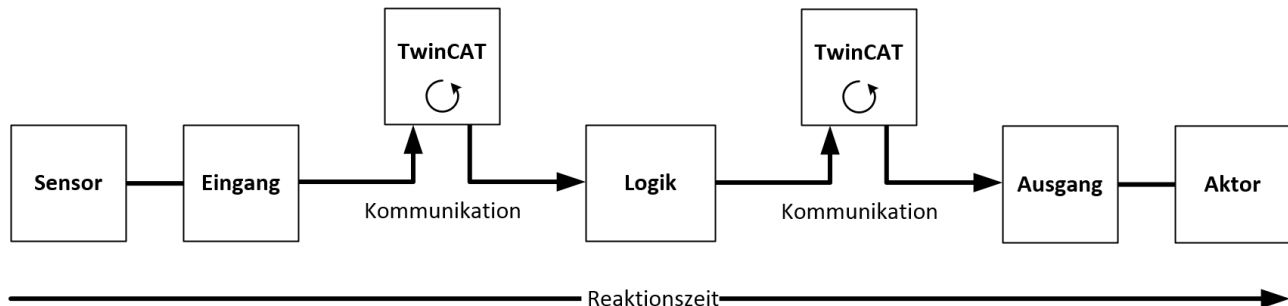 TwinCAT
TwinCAT
Sensor
Eingang
Kommunikation
Logik
Kommunikation
Ausgang
Aktor
Reaktionszeit